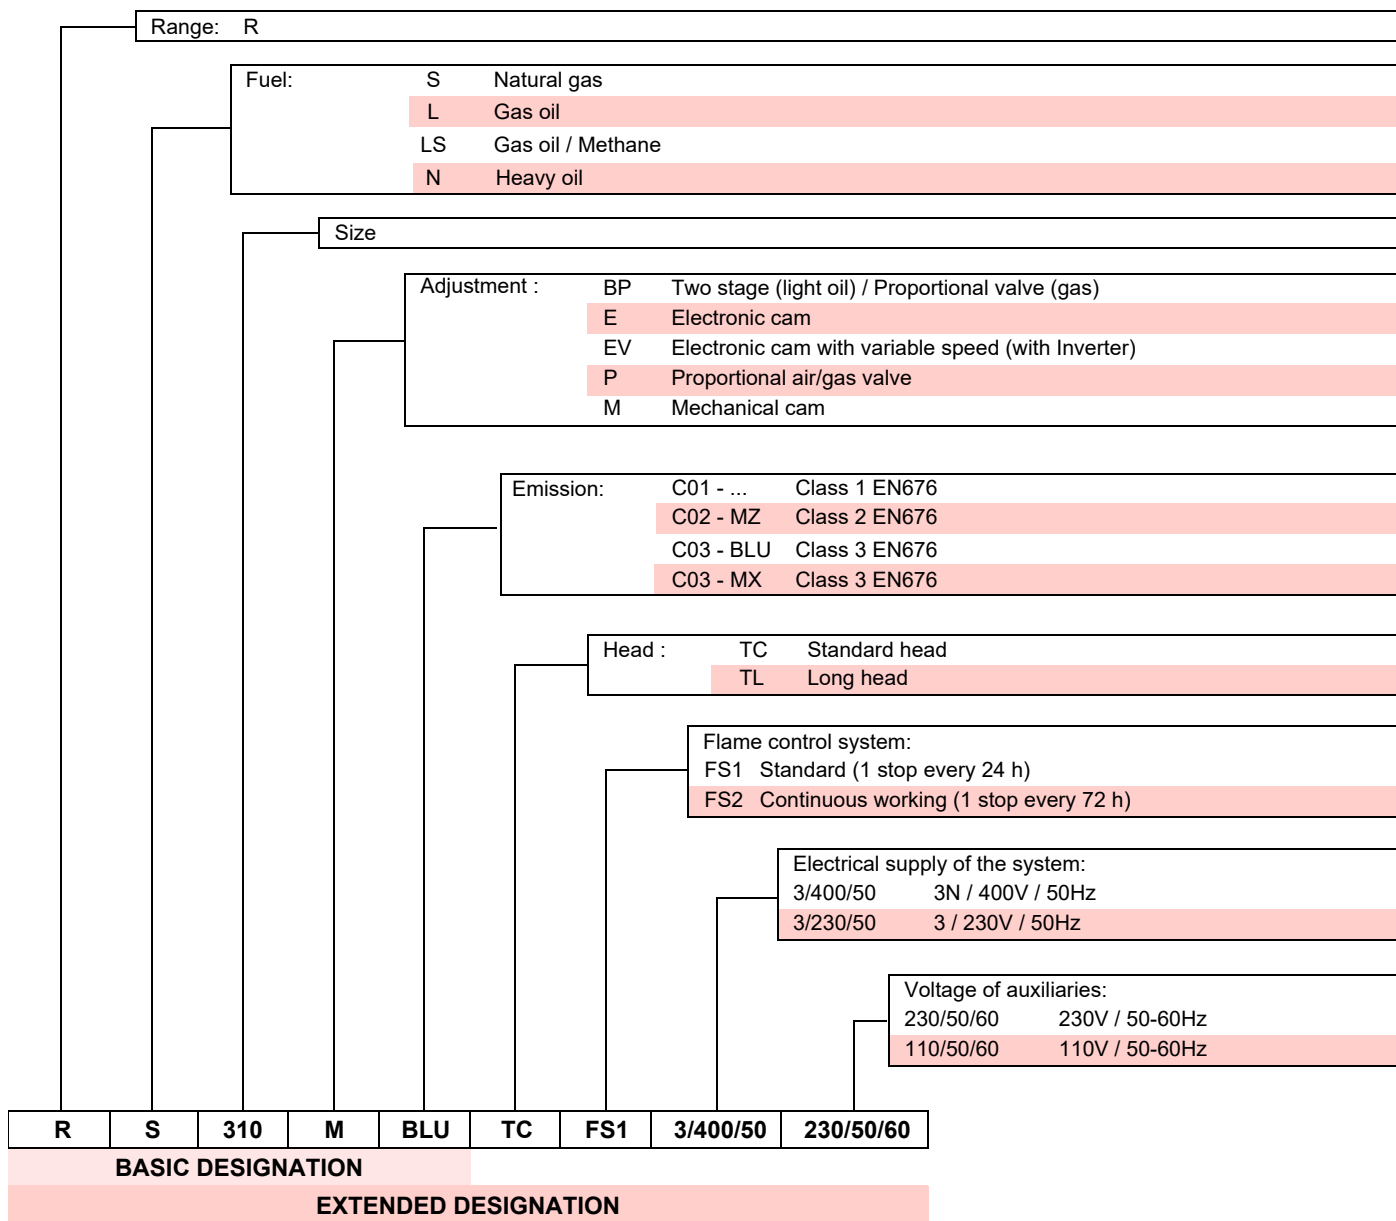 Range: R
Fuel: S Natural gas
L Gas oil
LS Gas oil / Methane
N Heavy oil
Size
Adjustment : BP Two stage (light oil) / Proportional valve (gas)
E Electronic cam
EV Electronic cam with variable speed (with Inverter)
P Proportional air/gas valve
M Mechanical cam
Emission: C01 - ... Class 1 EN676
C02 - MZ Class 2 EN676
C03 - BLU Class 3 EN676
C03 - MX Class 3 EN676
Head : TC Standard head
TL Long head
Flame control system:
FS1 Standard (1 stop every 24 h)
FS2 Continuous working (1 stop every 72 h)
Electrical supply of the system:
3/400/50 3N / 400V / 50Hz
3/230/50 3 / 230V / 50Hz
Voltage of auxiliaries:
230/50/60 230V / 50-60Hz
110/50/60 110V / 50-60Hz
R S 310 M BLU TC FS1 3/400/50 230/50/60
BASIC DESIGNATION
EXTENDED DESIGNATION